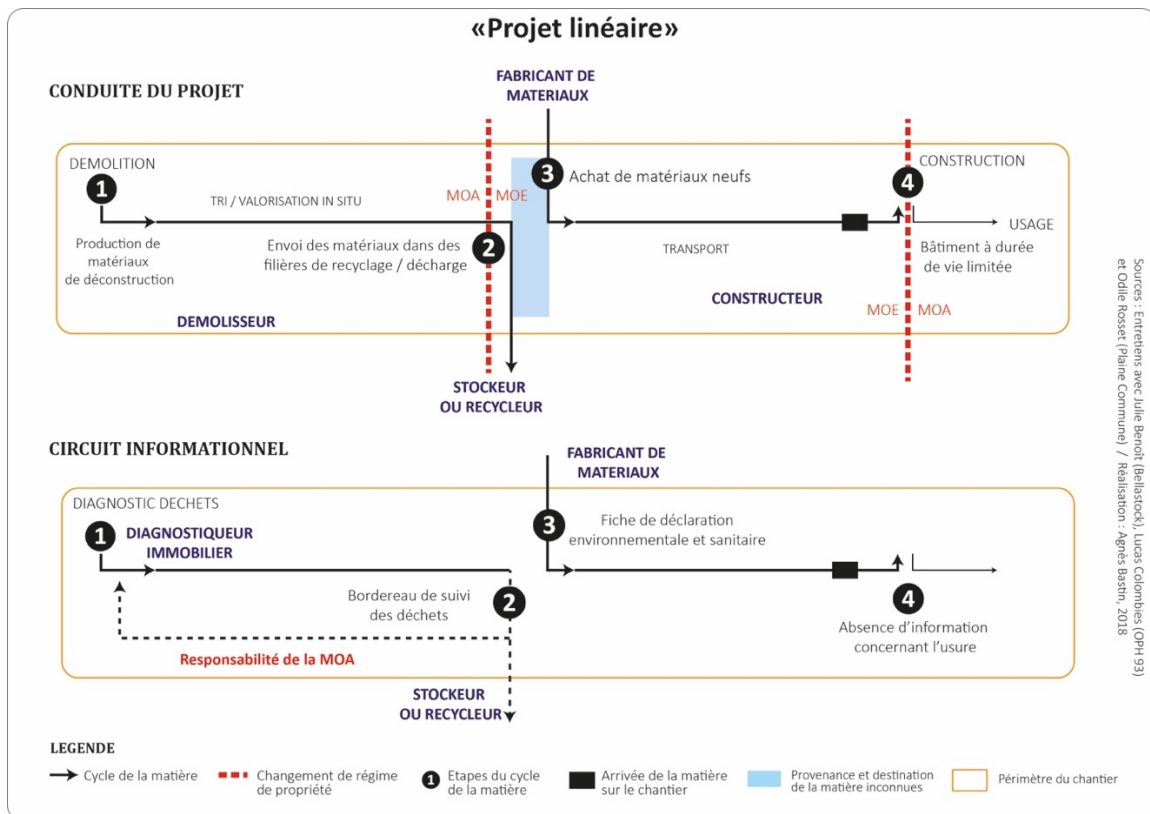 «Projet linéaire»
CONDUITE DU PROJET
FABRICANT DE
MATERIAUX
DEMOLITION
1
TRI / VALORISATION IN SITU
MOA
MOE
3
Achat de matériaux neufs
4
CONSTRUCTION
Production de
matériaux
de déconstruction
Envoi des matériaux dans des
filières de recyclage / décharge
2
TRANSPORT
USAGE
Bâtiment à durée
de vie limitée
DEMOLISSEUR
CONSTRUCTEUR
MOE
MOA
STOCKEUR
OU RECYCLEUR
CIRCUIT INFORMATIONNEL
FABRICANT DE
MATERIAUX
DIAGNOSTIC DECHETS
1
DIAGNOSTIQUEUR
IMMOBILIER
3
Fiche de déclaration
environnementale et sanitaire
Bordereau de suivi
des déchets
2
4
Absence d'information
concernant l'usure
Responsabilité de la MOA
STOCKEUR
OU RECYCLEUR
Sources : Entretiens avec Julie Benoît (Bellastock), Lucas Colombies (OPH 93)
et Odile Rosset (Plaine Commune) / Réalisation : Agnès Bastin, 2018
LEGENDE
Cycle de la matière
Changement de régime
de propriété
1
Etapes du cycle
de la matière
Arrivée de la matière
sur le chantier
Provenance et destination
de la matière inconnues
Périmètre du chantier